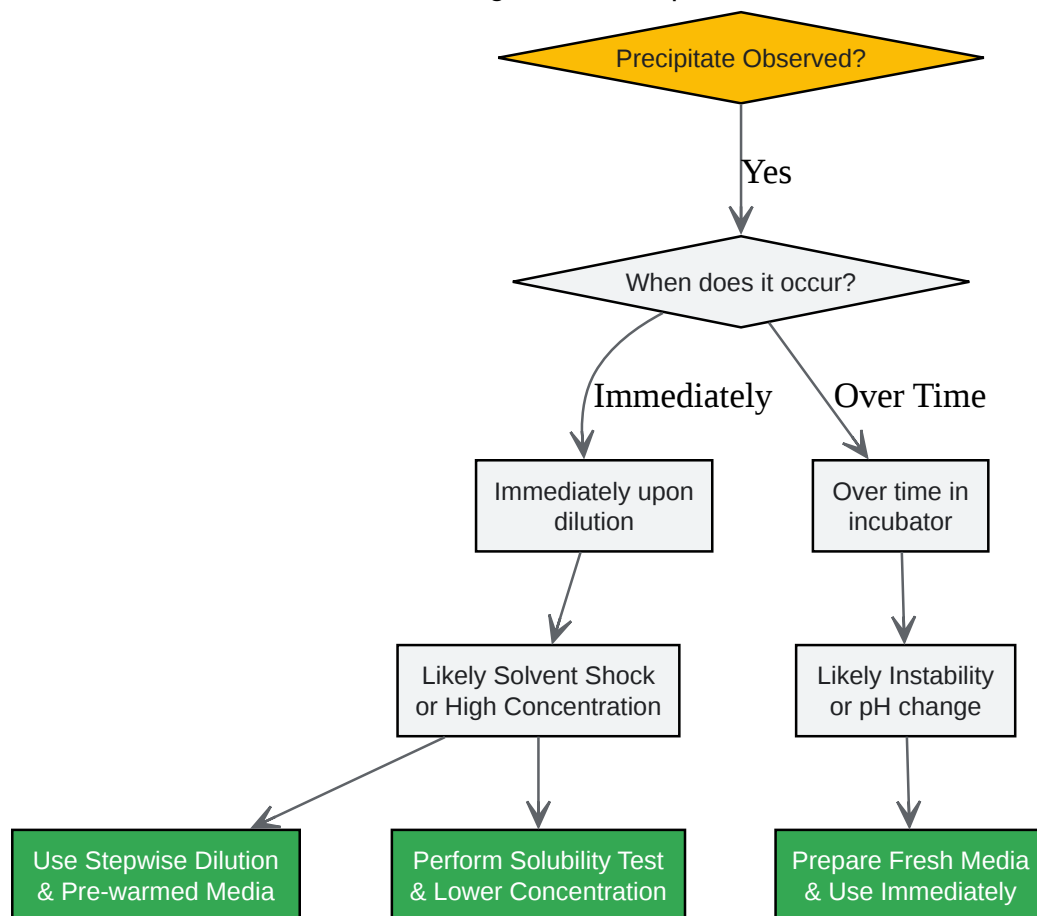 Precipitate Observed?
Yes
When does it occur?
Immediately
Over Time
Immediately upon
dilution
Over time in
incubator
Likely Solvent Shock
or High Concentration
Likely Instability
or pH change
Use Stepwise Dilution
& Pre-warmed Media
Perform Solubility Test
& Lower Concentration
Prepare Fresh Media
& Use Immediately